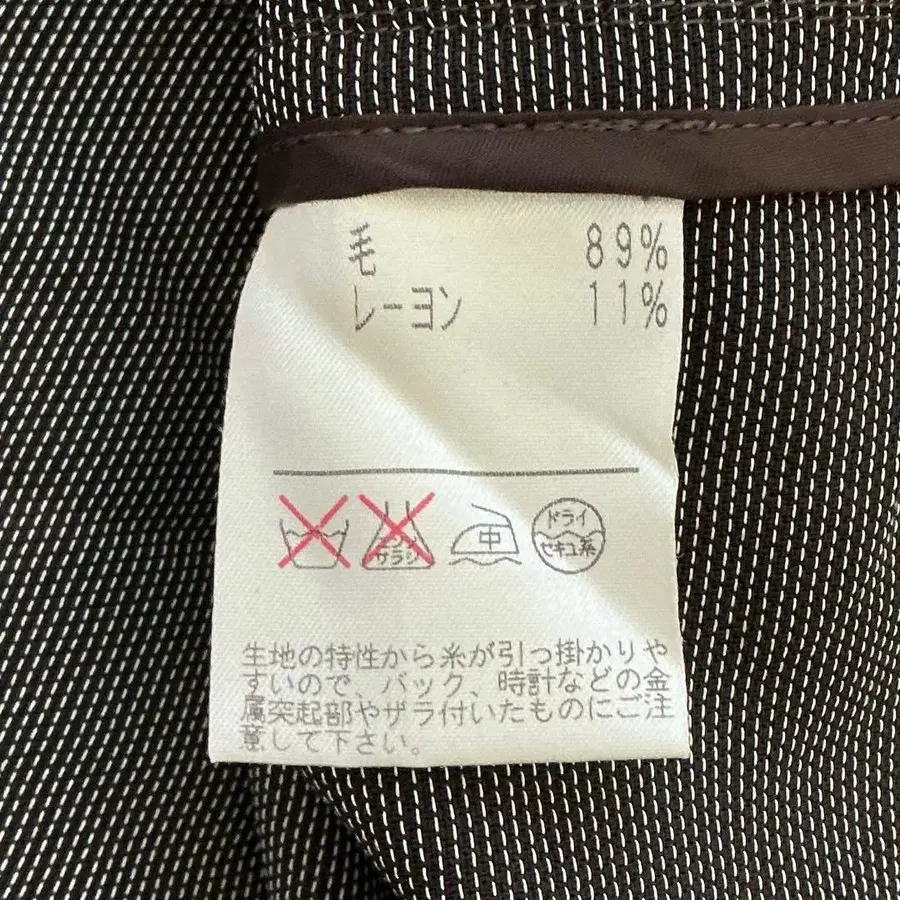 毛 89%
レーヨン 11%
サラシ 中 ドライ
セキユ系
生地の特性から糸が引っ掛かりや
すいので、バック、時計などの金
属突起部やザラ付いたものにご注
意して下さい。